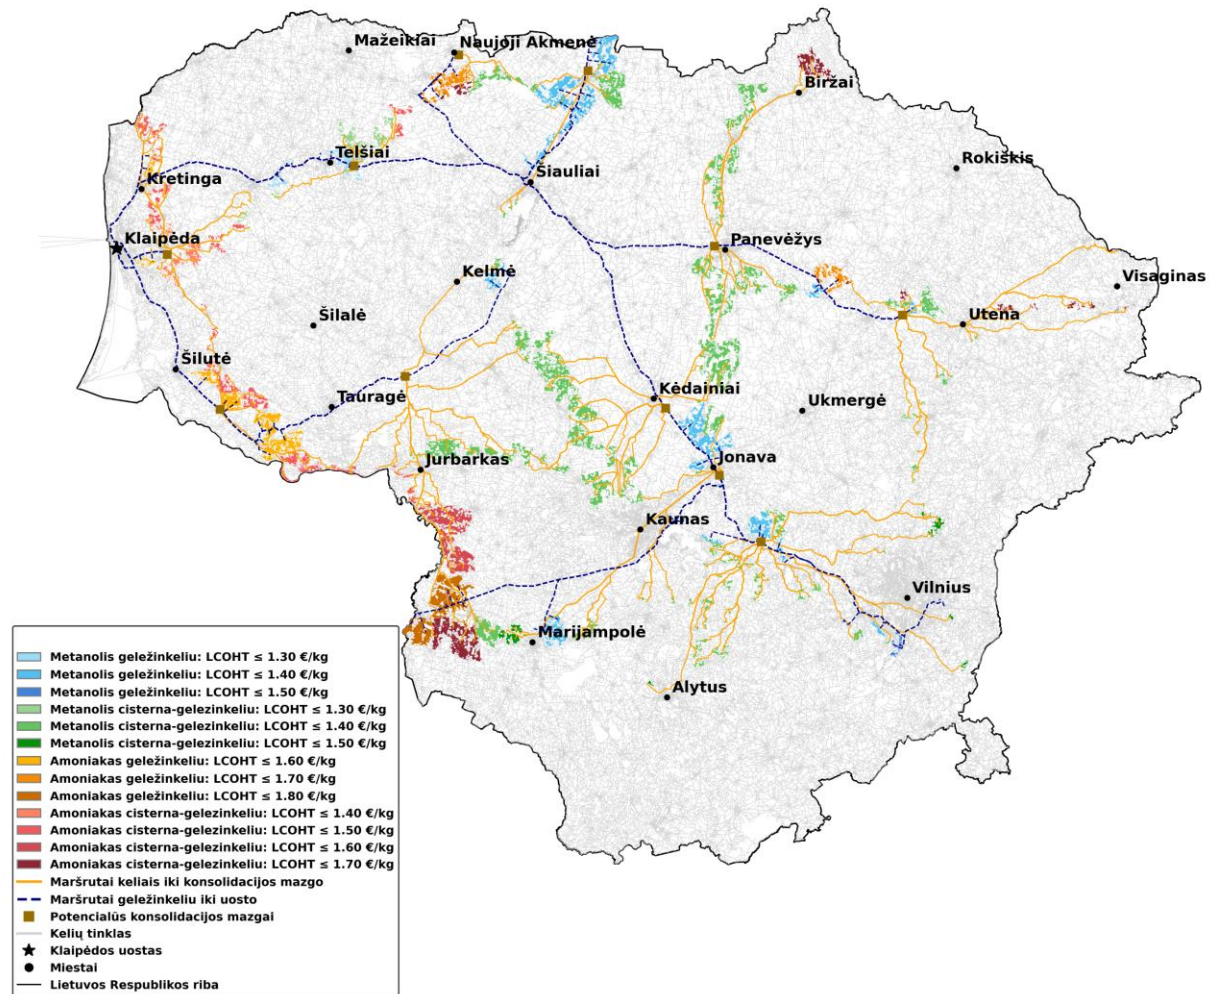 Mažeikiai
Naujoji Akmenė
Biržai
Telšiai
Rokiškis
Kretinga
Šiauliai
Klaipėda
Panevėžys
Kelmė
Visaginas
Šilalė
Utena
Šilutė
Tauragė
Kėdainiai
Ukmergė
Jurbarkas
Jonava
Kaunas
Vilnius
Marijampolė
Alytus
Metanolis geležinkeliu: LCOHT ≤ 1.30 €/kg
Metanolis geležinkeliu: LCOHT ≤ 1.40 €/kg
Metanolis geležinkeliu: LCOHT ≤ 1.50 €/kg
Metanolis cisterna-gelezinkeliu: LCOHT ≤ 1.30 €/kg
Metanolis cisterna-gelezinkeliu: LCOHT ≤ 1.40 €/kg
Metanolis cisterna-gelezinkeliu: LCOHT ≤ 1.50 €/kg
Amoniakas geležinkeliu: LCOHT ≤ 1.60 €/kg
Amoniakas geležinkeliu: LCOHT ≤ 1.70 €/kg
Amoniakas geležinkeliu: LCOHT ≤ 1.80 €/kg
Amoniakas cisterna-gelezinkeliu: LCOHT ≤ 1.40 €/kg
Amoniakas cisterna-gelezinkeliu: LCOHT ≤ 1.50 €/kg
Amoniakas cisterna-gelezinkeliu: LCOHT ≤ 1.60 €/kg
Amoniakas cisterna-gelezinkeliu: LCOHT ≤ 1.70 €/kg
Maršrutai keliais iki konsolidacijos mazgo
Maršrutai geležinkeliu iki uosto
Potencialūs konsolidacijos mazgai
Kelių tinklas
Klaipėdos uostas
Miestai
Lietuvos Respublikos riba